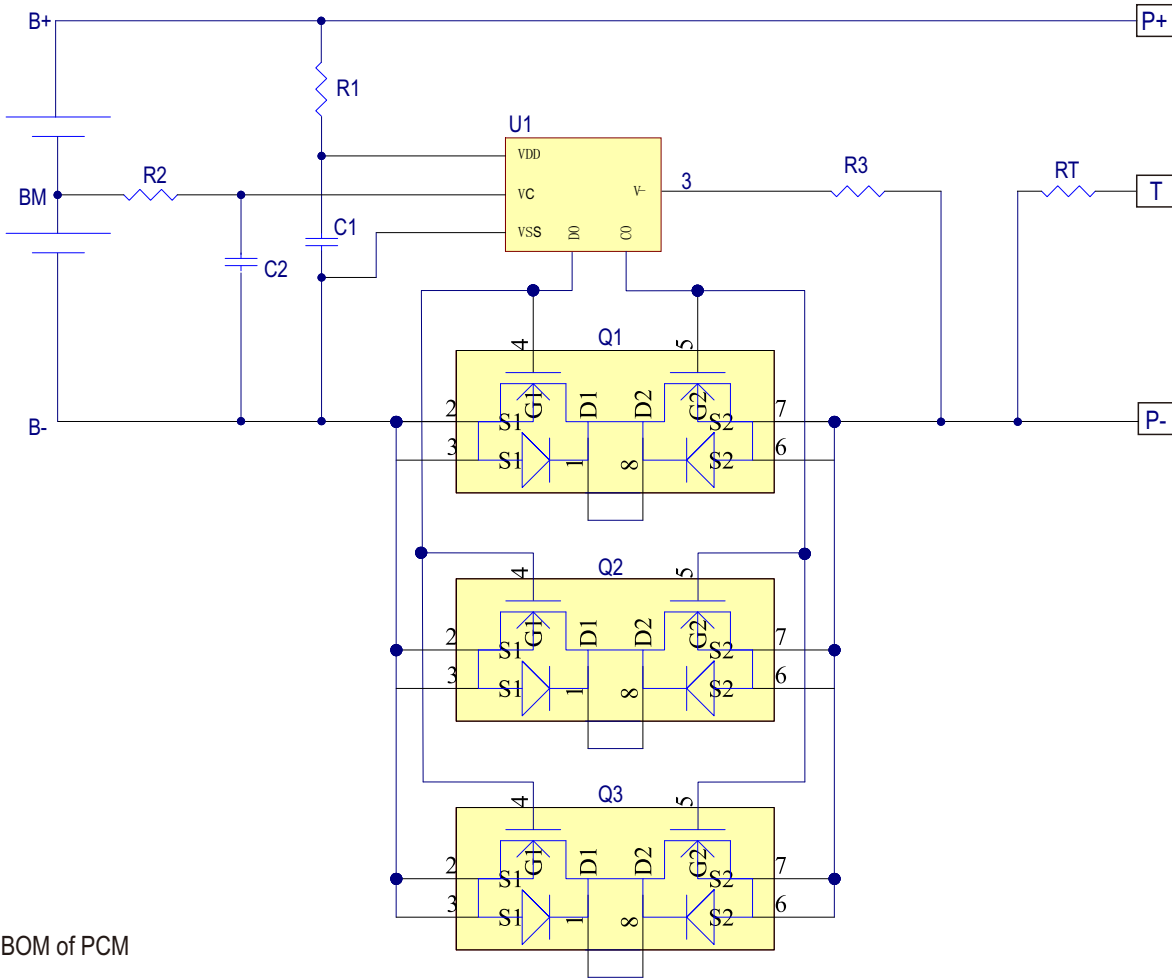 B+
P+
R1
U1
VDD
R2
VC
V-
3
R3
RT
T
BM
C1
VSS
DO
CO
C2
Q1
4
5
G1
D1
D2
G2
2
S1
S2
7
B-
P-
3
S1
1
8
S2
6
Q2
4
5
G1
D1
D2
G2
2
S1
S2
7
3
S1
1
8
S2
6
Q3
4
5
G1
D1
D2
G2
2
S1
S2
7
3
S1
1
8
S2
6
BOM of PCM